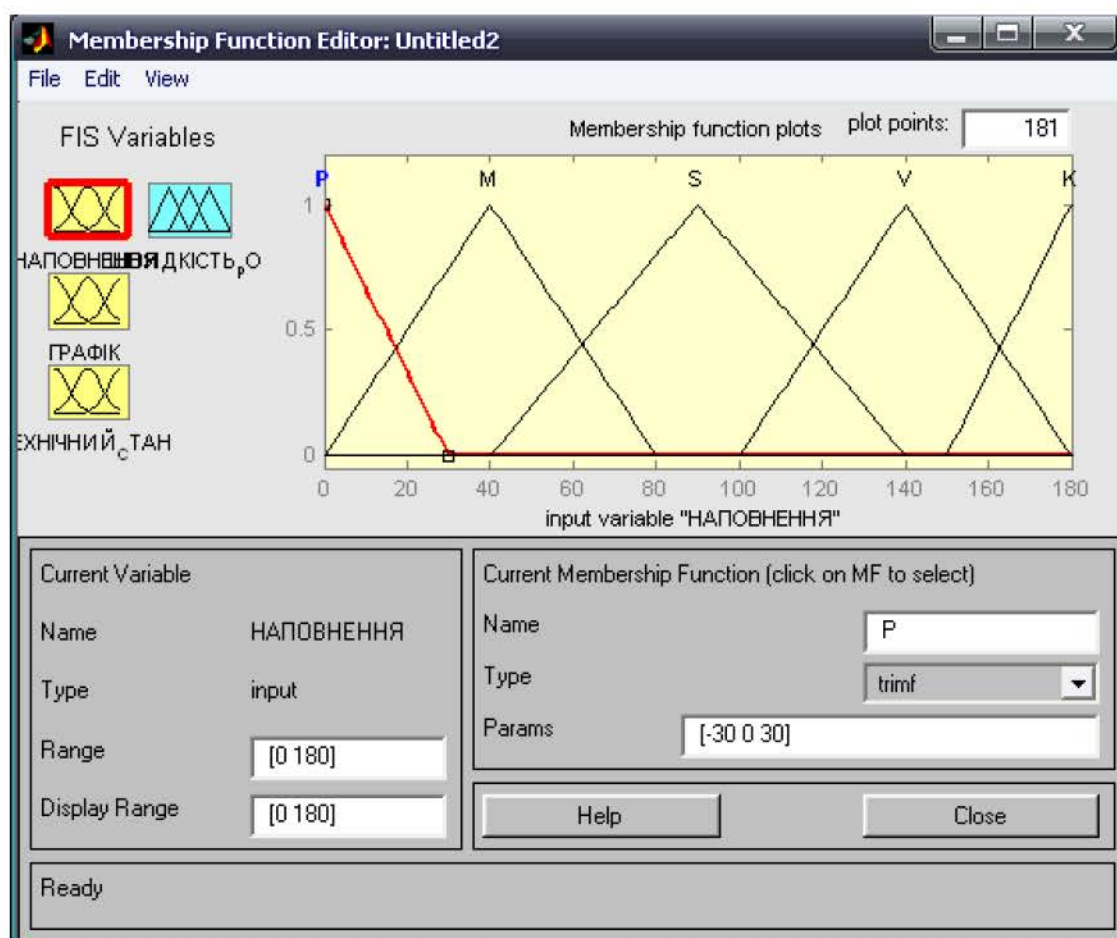 Membership Function Editor: Untitled2
File Edit View
FIS Variables
Membership function plots plot points: 181
P M S V K
1
0.5
0
0 20 40 60 80 100 120 140 160 180
input variable "НАПОВНЕННЯ"
ГРАФІК
ЕХНІЧНИЙ_СТАН
Current Variable
Name НАПОВНЕННЯ
Type input
Range [0 180]
Display Range [0 180]
Current Membership Function (click on MF to select)
Name P
Type trimf
Params [-30 0 30]
Help Close
Ready